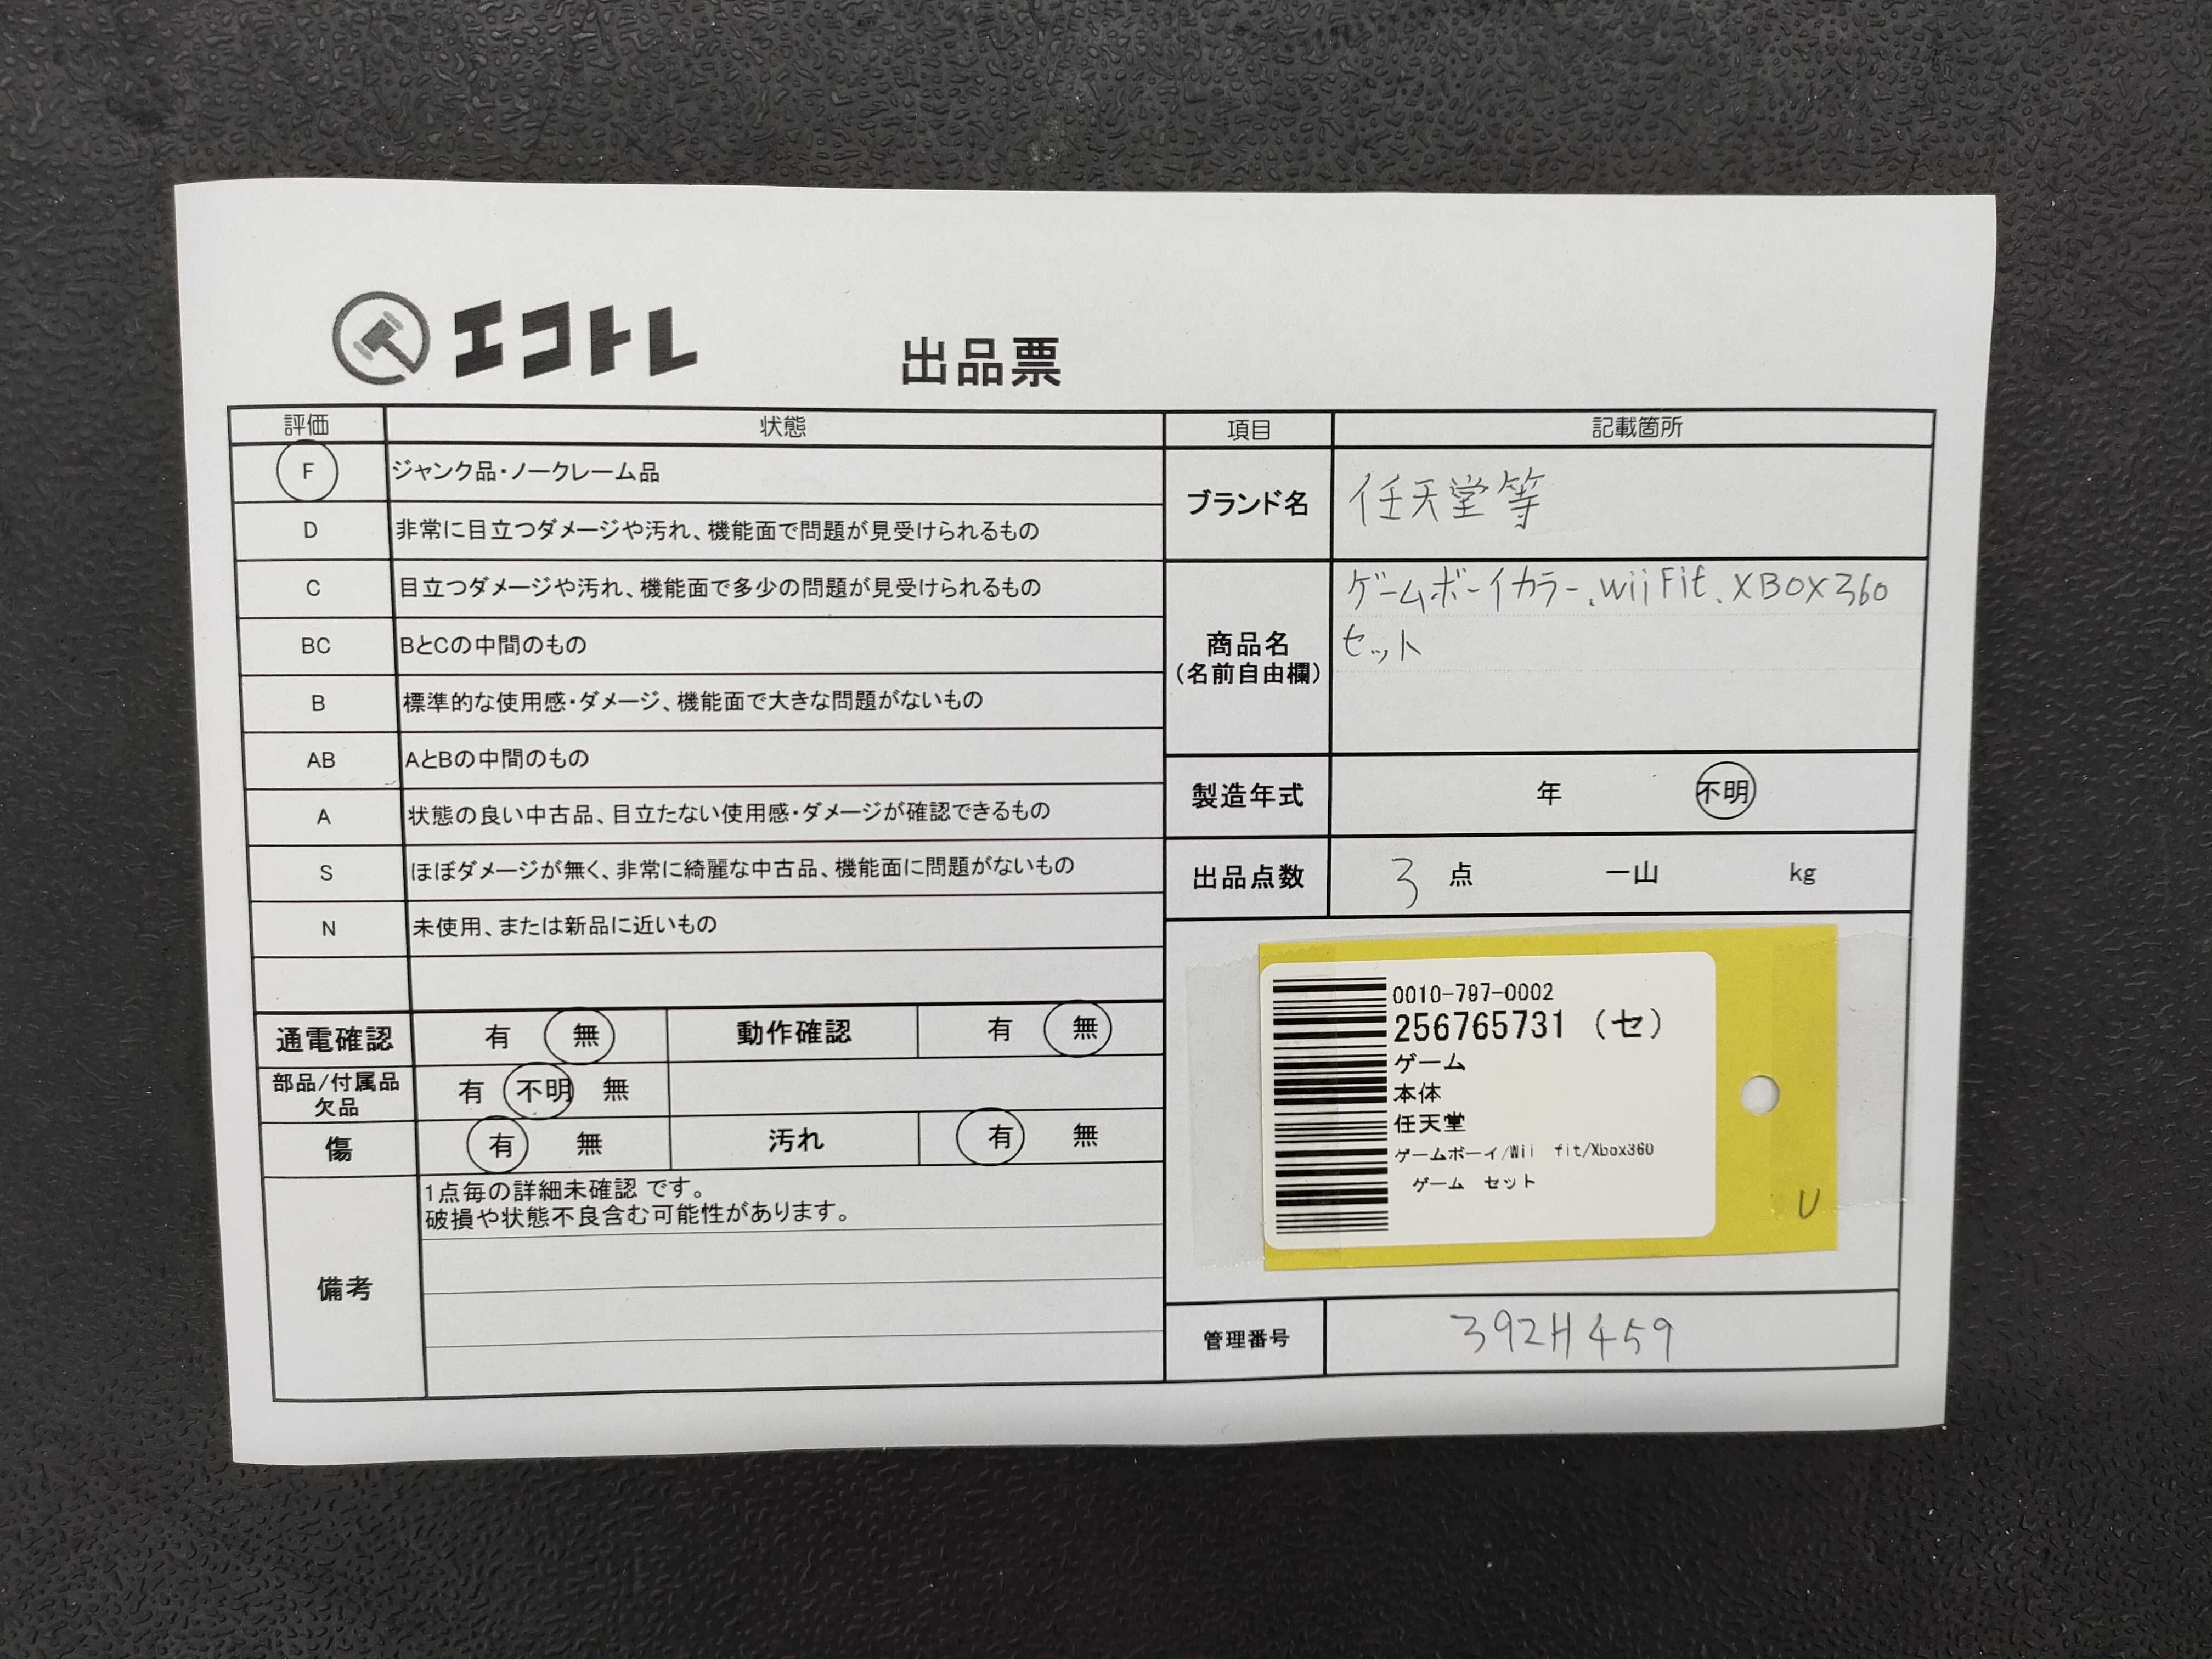 エコトレ
出品票
評価 状態
F ジャンク品・ノークレーム品
D 非常に目立つダメージや汚れ、機能面で問題が見受けられるもの
C 目立つダメージや汚れ、機能面で多少の問題が見受けられるもの
BC BとCの中間のもの
B 標準的な使用感・ダメージ、機能面で大きな問題がないもの
AB AとBの中間のもの
A 状態の良い中古品、目立たない使用感・ダメージが確認できるもの
S ほぼダメージが無く、非常に綺麗な中古品、機能面に問題がないもの
N 未使用、または新品に近いもの
通電確認 有 無 動作確認 有 無
部品/付属品
欠品 有 不明 無
傷 有 無 汚れ 有 無
備考
1点毎の詳細未確認 です。
破損や状態不良含む可能性があります。
項目 記載箇所
ブランド名 任天堂等
商品名
(名前自由欄)
ゲームボーイカラー、wii Fit、XBOX360
セット
製造年式 年 不明
出品点数 3 点 一山 kg
0010-797-0002
256765731 (セ)
ゲーム
本体
任天堂
ゲームボーイ/Wii fit/Xbox360
ゲーム セット
U
管理番号 392H459